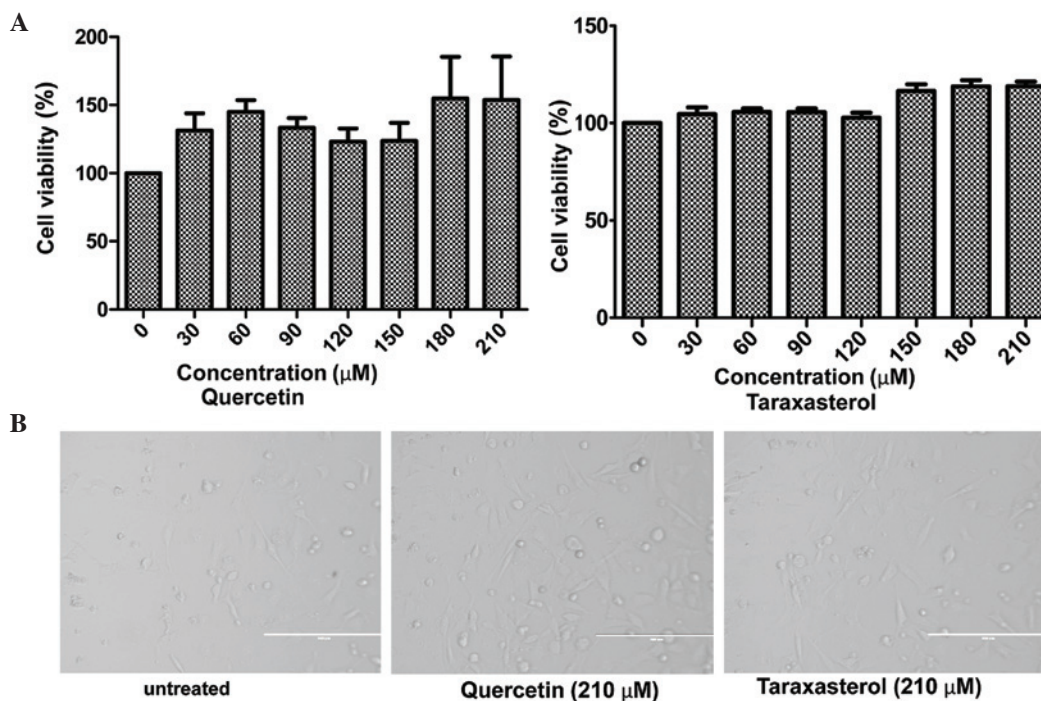 A
200
150
100
50
0
Cell viability (%)
0 30 60 90 120 150 180 210
Concentration (μM)
Quercetin
150
100
50
0
Cell viability (%)
0 30 60 90 120 150 180 210
Concentration (μM)
Taraxasterol
B
untreated
Quercetin (210 μM)
Taraxasterol (210 μM)